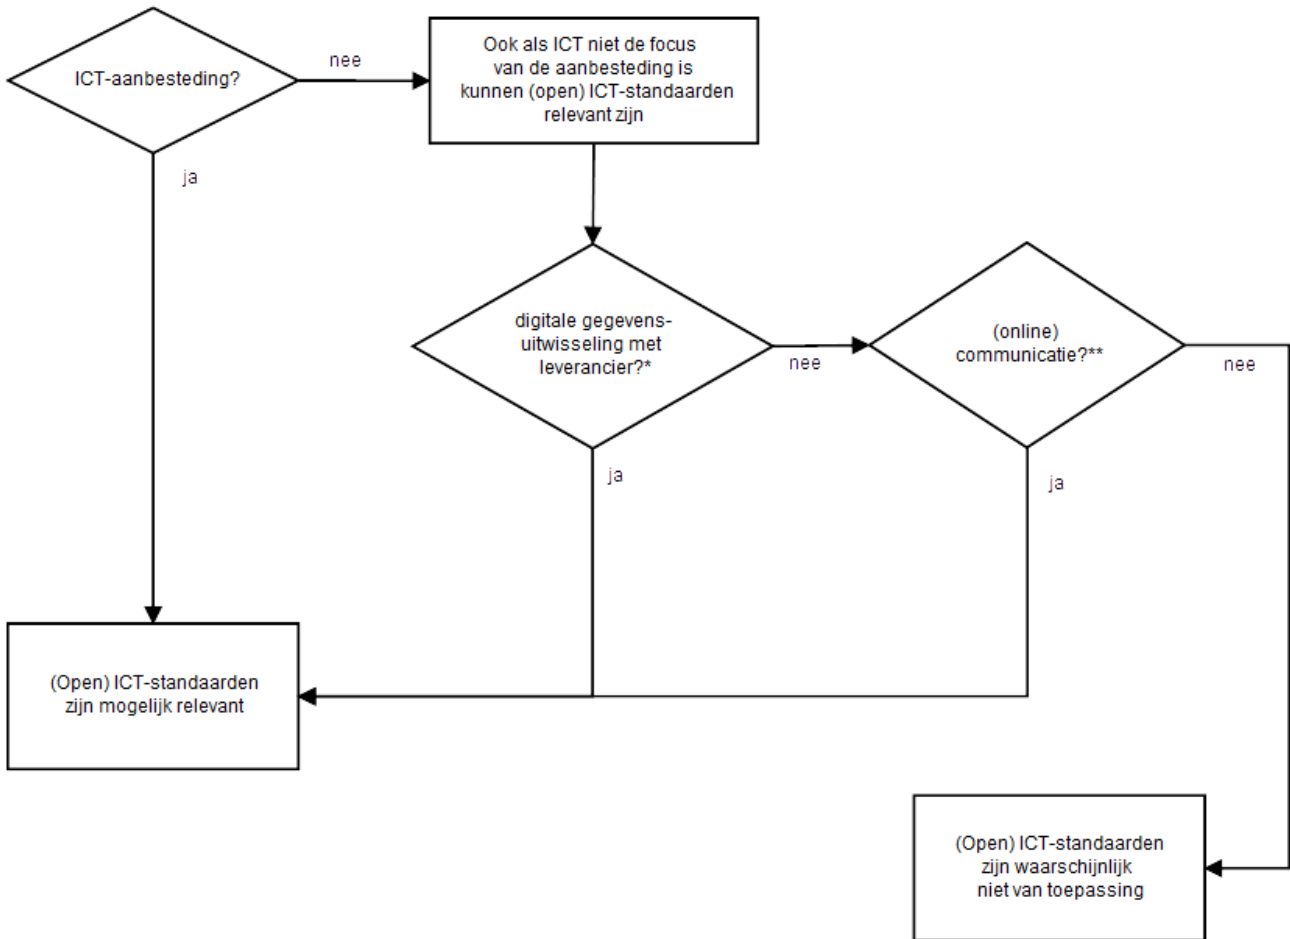 ICT-aanbesteding?
nee
Ook als ICT niet de focus
van de aanbesteding is
kunnen (open) ICT-standaarden
relevant zijn
ja
digitale gegevens-
uitwisseling met
leverancier?*
nee
(online)
communicatie?**
nee
ja
ja
(Open) ICT-standaarden
zijn mogelijk relevant
(Open) ICT-standaarden
zijn waarschijnlijk
niet van toepassing